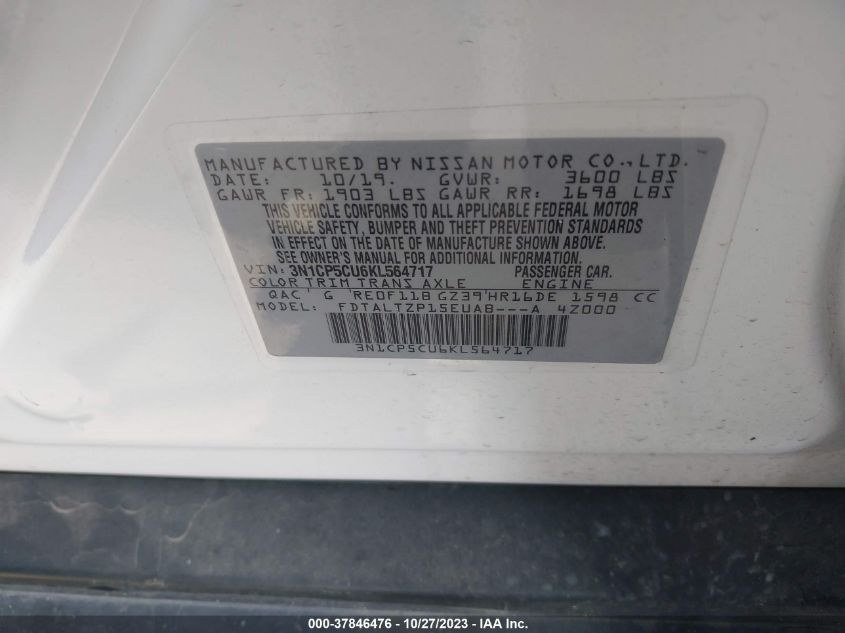 MANUFACTURED BY NISSAN MOTOR CO., LTD.
DATE: 10/19. GVWR: 3600 LBS
GAWR FR: 1903 LBS GAWR RR: 1698 LBS
THIS VEHICLE CONFORMS TO ALL APPLICABLE FEDERAL MOTOR
VEHICLE SAFETY, BUMPER AND THEFT PREVENTION STANDARDS
IN EFFECT ON THE DATE OF MANUFACTURE SHOWN ABOVE.
SEE OWNER'S MANUAL FOR ADDITIONAL INFORMATION.
VIN: 3N1CP5CU6KL564717 PASSENGER CAR.
COLOR TRIM TRANS AXLE ENGINE
QAC G RE0F11B GZ39 HR16DE 1598 CC
MODEL: FDTALTZP15EUAB---A 4Z000
3N1CP5CU6KL564717
000-37846476 - 10/27/2023 - IAA Inc.